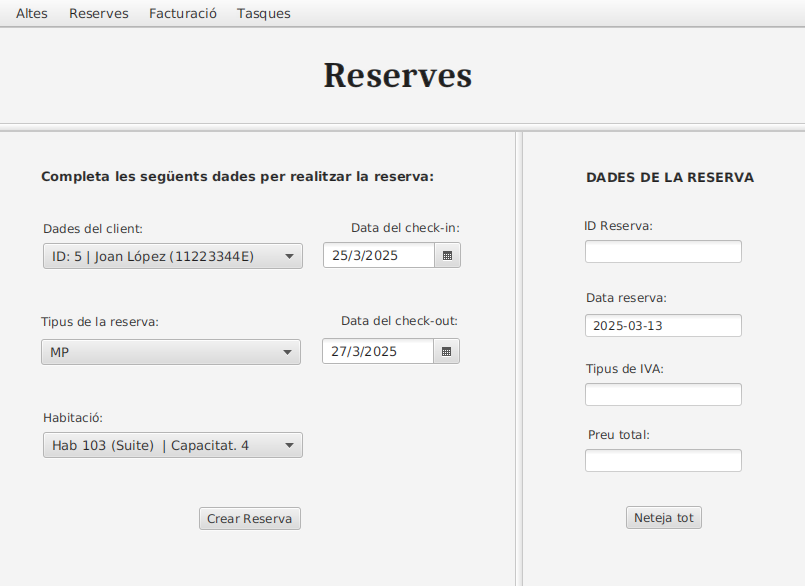 Altes Reserves Facturació Tasques
Reserves
Completa les següents dades per realitzar la reserva:
Dades del client:
Data del check-in:
ID: 5 | Joan López (11223344E)
25/3/2025
Tipus de la reserva:
Data del check-out:
MP
27/3/2025
Habitació:
Hab 103 (Suite)  | Capacitat. 4
Crear Reserva
DADES DE LA RESERVA
ID Reserva:
Data reserva:
2025-03-13
Tipus de IVA:
Preu total:
Neteja tot